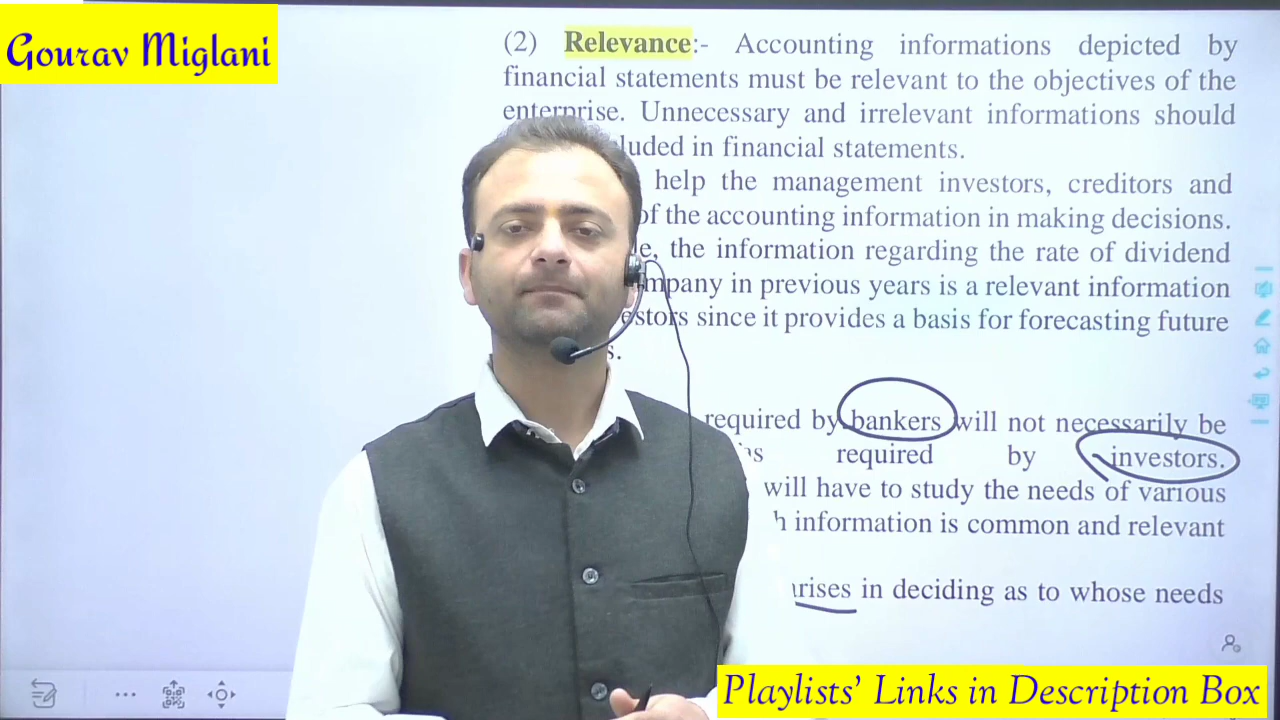 Gourav Miglani
(2) Relevance:- Accounting informations depicted by
financial statements must be relevant to the objectives of the
enterprise. Unnecessary and irrelevant informations should
in financial statements.
help the management investors, creditors and
of the accounting information in making decisions.
the information regarding the rate of dividend
in previous years is a relevant information
since it provides a basis for forecasting future
required by bankers will not necessarily be
required by investors.
will have to study the needs of various
information is common and relevant
in deciding as to whose needs
Playlists' Links in Description Box